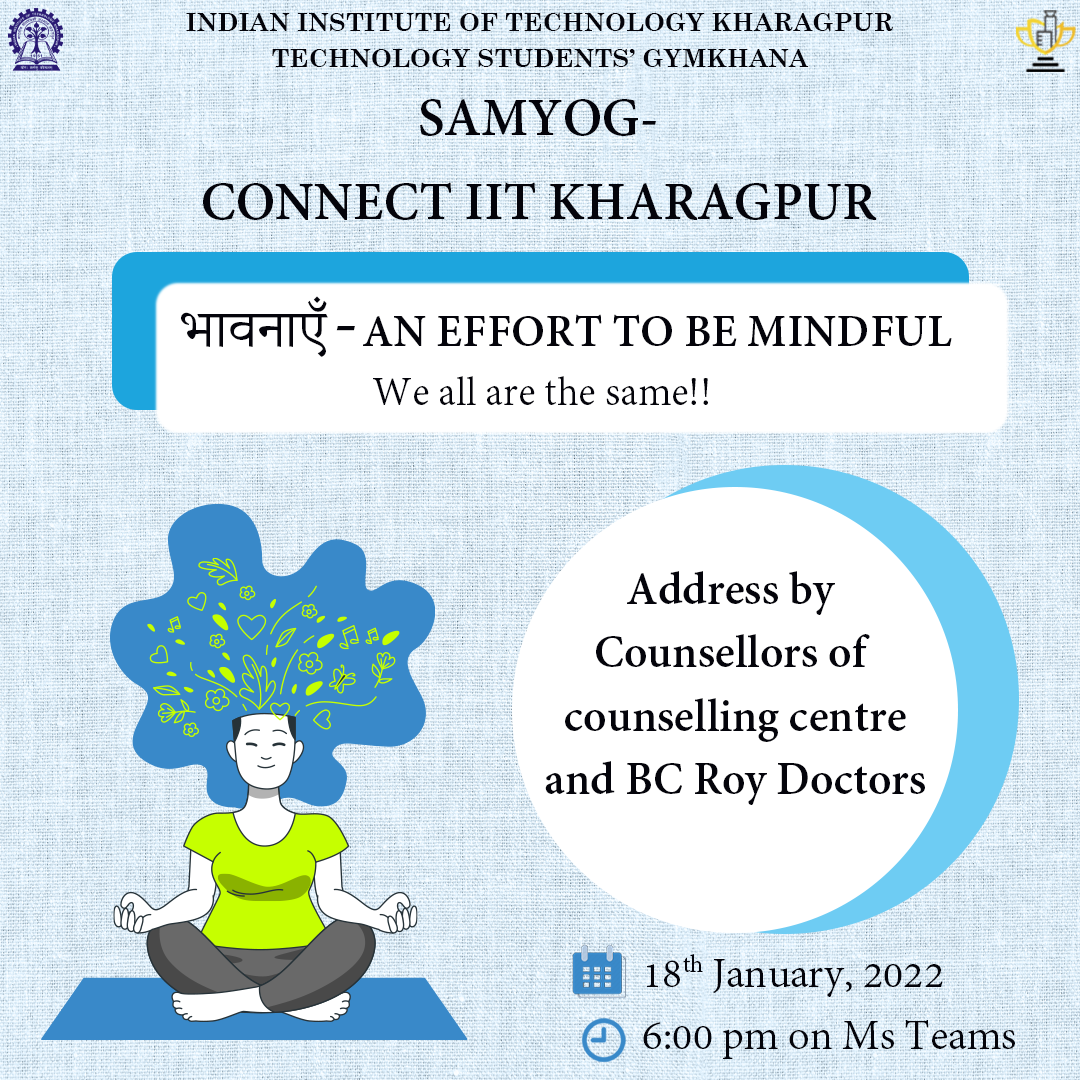 INDIAN INSTITUTE OF TECHNOLOGY KHARAGPUR
TECHNOLOGY STUDENTS' GYMKHANA
SAMYOG-
CONNECT IIT KHARAGPUR
भावनाएँ - AN EFFORT TO BE MINDFUL
We all are the same!!
Address by
Counsellors of
counselling centre
and BC Roy Doctors
18th January, 2022
6:00 pm on Ms Teams